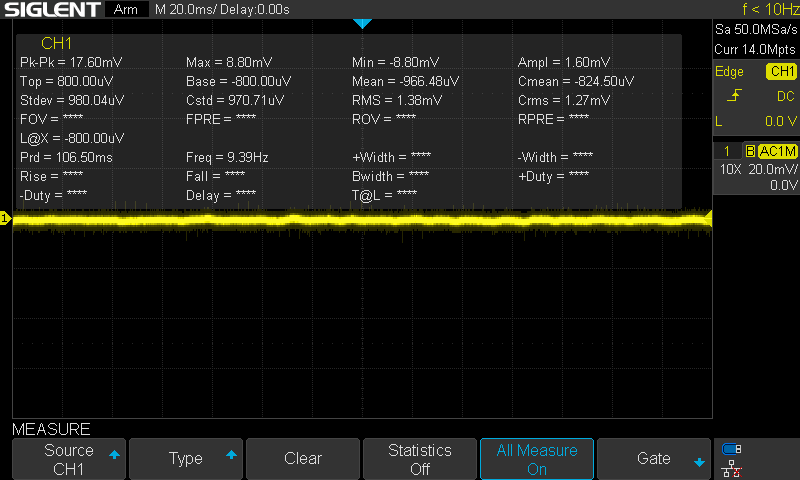 SIGLENT Arm M 20.0ms/ Delay:0.00s f < 10Hz
Sa 50.0MSa/s
Curr 14.0Mpts
Edge CH1
DC
L 0.0 V
1 B AC1M
10X 20.0mV/
0.0V
CH1
Pk-Pk = 17.60mV Max = 8.80mV Min = -8.80mV Ampl = 1.60mV
Top = 800.00uV Base = -800.00uV Mean = -966.48uV Cmean = -824.50uV
Stdev = 980.04uV Cstd = 970.71uV RMS = 1.38mV Crms = 1.27mV
FOV = **** FPRE = **** ROV = **** RPRE = ****
L@X = -800.00uV
Prd = 106.50ms Freq = 9.39Hz +Width = **** -Width = ****
Rise = **** Fall = **** Bwidth = **** +Duty = ****
-Duty = **** Delay = **** T@L = ****
1
MEASURE
Source
CH1
Type
Clear
Statistics
Off
All Measure
On
Gate